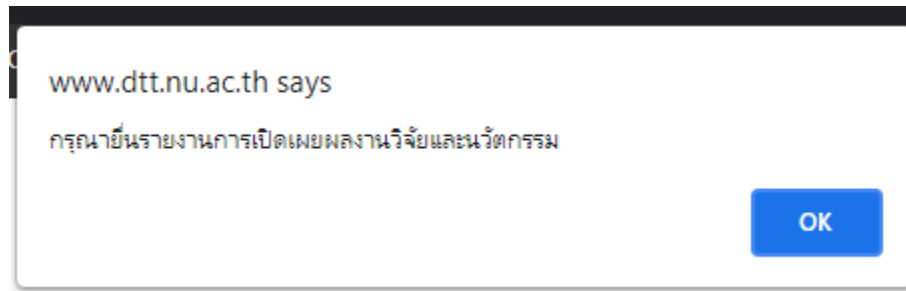 www.dtt.nu.ac.th says
กรุณายื่นรายงานการเปิดเผยผลงานวิจัยและนวัตกรรม
OK